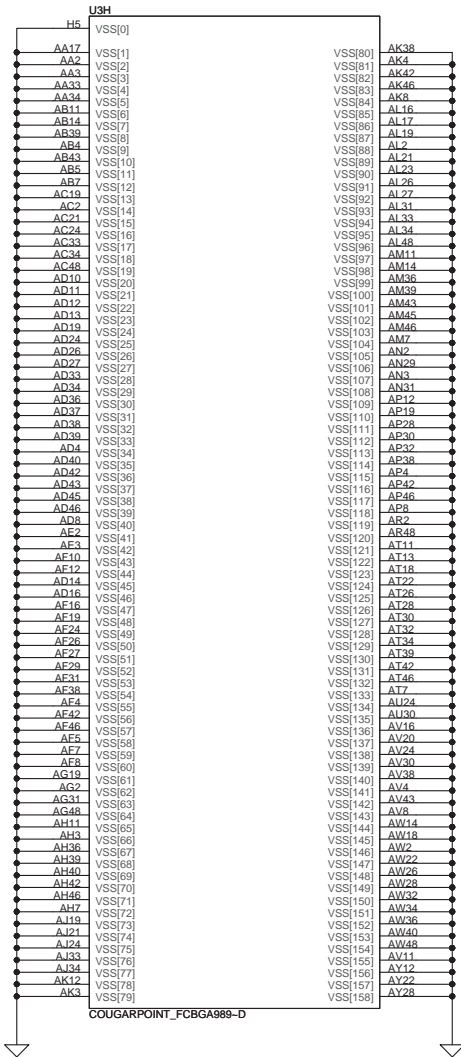 U3H
H5 VSS[0]
AA17 VSS[1] VSS[80] AK38
AA2 VSS[2] VSS[81] AK4
AA3 VSS[3] VSS[82] AK42
AA33 VSS[4] VSS[83] AK46
AA34 VSS[5] VSS[84] AK8
AB11 VSS[6] VSS[85] AL16
AB14 VSS[7] VSS[86] AL17
AB39 VSS[8] VSS[87] AL19
AB4 VSS[9] VSS[88] AL2
AB43 VSS[10] VSS[89] AL21
AB5 VSS[11] VSS[90] AL23
AB7 VSS[12] VSS[91] AL26
AC19 VSS[13] VSS[92] AL27
AC2 VSS[14] VSS[93] AL31
AC21 VSS[15] VSS[94] AL33
AC24 VSS[16] VSS[95] AL34
AC33 VSS[17] VSS[96] AL48
AC34 VSS[18] VSS[97] AM11
AC48 VSS[19] VSS[98] AM14
AD10 VSS[20] VSS[99] AM36
AD11 VSS[21] VSS[100] AM39
AD12 VSS[22] VSS[101] AM43
AD13 VSS[23] VSS[102] AM45
AD19 VSS[24] VSS[103] AM46
AD24 VSS[25] VSS[104] AM7
AD26 VSS[26] VSS[105] AN2
AD27 VSS[27] VSS[106] AN29
AD33 VSS[28] VSS[107] AN3
AD34 VSS[29] VSS[108] AN31
AD36 VSS[30] VSS[109] AP12
AD37 VSS[31] VSS[110] AP19
AD38 VSS[32] VSS[111] AP28
AD39 VSS[33] VSS[112] AP30
AD4 VSS[34] VSS[113] AP32
AD40 VSS[35] VSS[114] AP38
AD42 VSS[36] VSS[115] AP4
AD43 VSS[37] VSS[116] AP42
AD45 VSS[38] VSS[117] AP46
AD46 VSS[39] VSS[118] AP8
AD8 VSS[40] VSS[119] AR2
AE2 VSS[41] VSS[120] AR48
AE3 VSS[42] VSS[121] AT11
AF10 VSS[43] VSS[122] AT13
AF12 VSS[44] VSS[123] AT18
AD14 VSS[45] VSS[124] AT22
AD16 VSS[46] VSS[125] AT26
AF16 VSS[47] VSS[126] AT28
AF19 VSS[48] VSS[127] AT30
AF24 VSS[49] VSS[128] AT32
AF26 VSS[50] VSS[129] AT34
AF27 VSS[51] VSS[130] AT39
AF29 VSS[52] VSS[131] AT42
AF31 VSS[53] VSS[132] AT46
AF38 VSS[54] VSS[133] AT7
AF4 VSS[55] VSS[134] AU24
AF42 VSS[56] VSS[135] AU30
AF46 VSS[57] VSS[136] AV16
AF5 VSS[58] VSS[137] AV20
AF7 VSS[59] VSS[138] AV24
AF8 VSS[60] VSS[139] AV30
AG19 VSS[61] VSS[140] AV38
AG2 VSS[62] VSS[141] AV4
AG31 VSS[63] VSS[142] AV43
AG48 VSS[64] VSS[143] AV8
AH11 VSS[65] VSS[144] AW14
AH3 VSS[66] VSS[145] AW18
AH36 VSS[67] VSS[146] AW2
AH39 VSS[68] VSS[147] AW22
AH40 VSS[69] VSS[148] AW26
AH42 VSS[70] VSS[149] AW28
AH46 VSS[71] VSS[150] AW32
AH7 VSS[72] VSS[151] AW34
AJ19 VSS[73] VSS[152] AW36
AJ21 VSS[74] VSS[153] AW40
AJ24 VSS[75] VSS[154] AW48
AJ33 VSS[76] VSS[155] AV11
AJ34 VSS[77] VSS[156] AY12
AK12 VSS[78] VSS[157] AY22
AK3 VSS[79] VSS[158] AY28
COUGARPOINT_FCBGA989~D